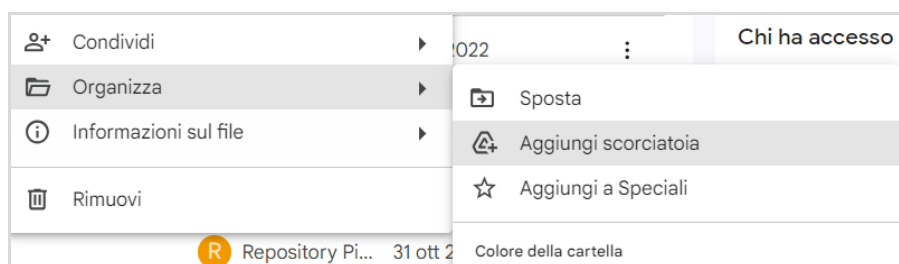 Condividi
2022
Chi ha accesso
Organizza
Sposta
Informazioni sul file
Aggiungi scorciatoia
Aggiungi a Speciali
Rimuovi
R Repository Pi... 31 ott 2
Colore della cartella